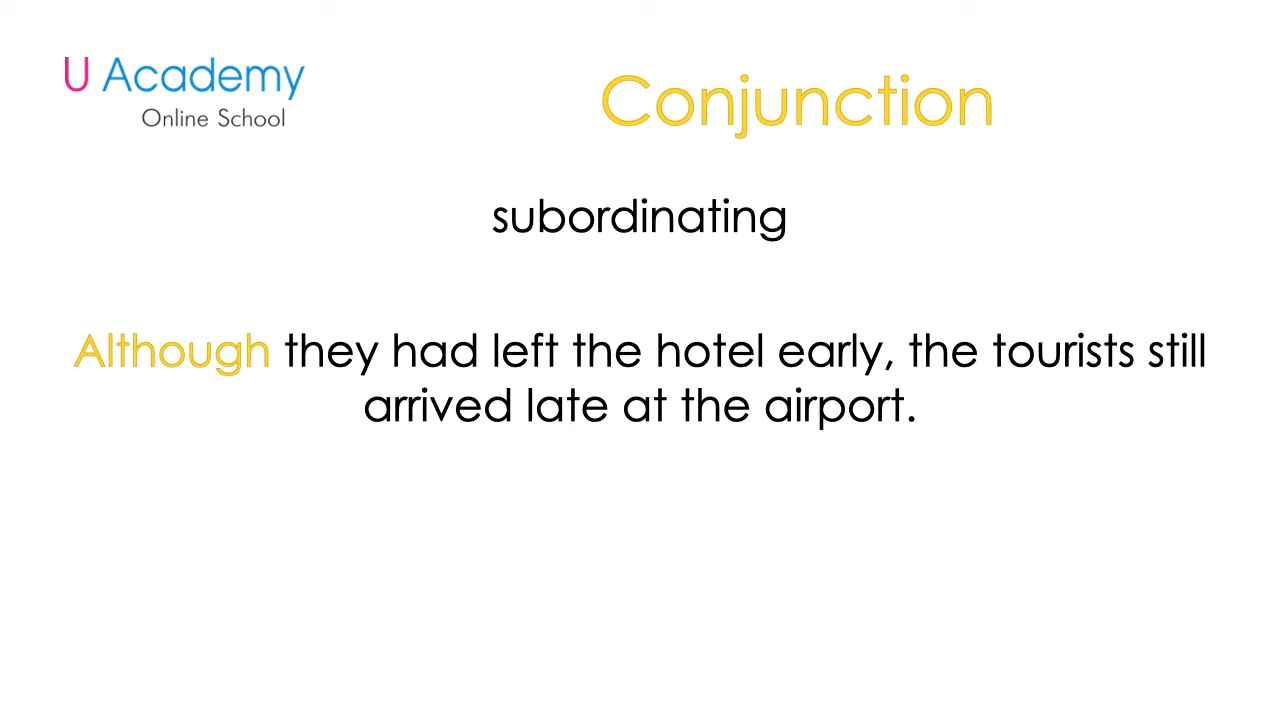 U Academy
Online School
Conjunction
subordinating
Although they had left the hotel early, the tourists still
arrived late at the airport.